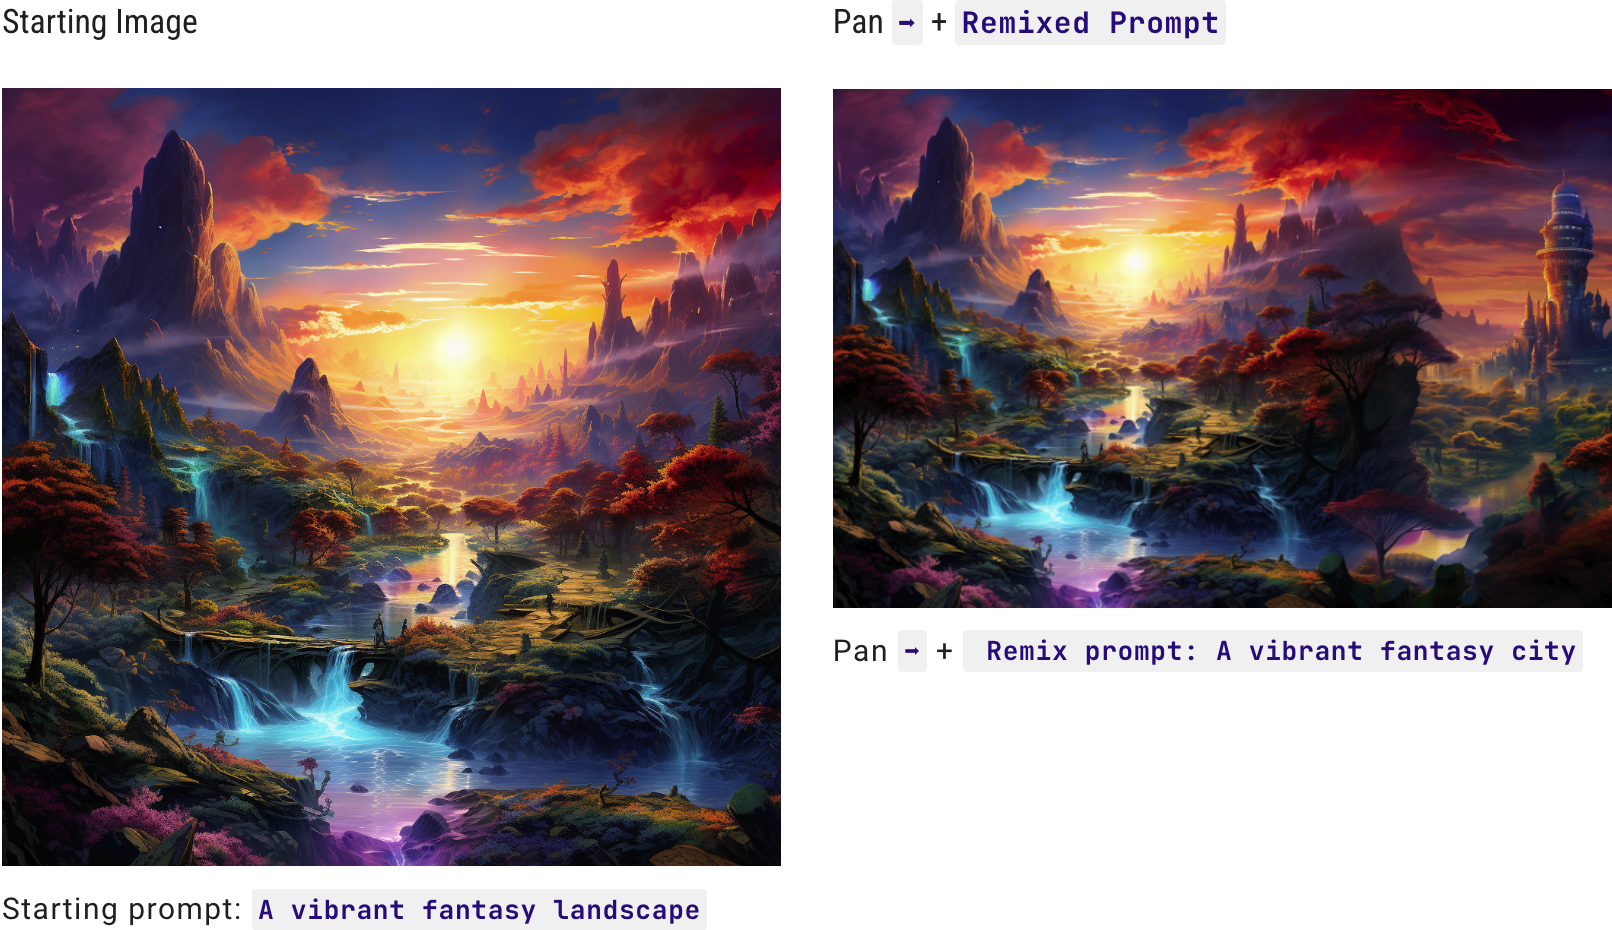 Starting Image
Pan → + Remixed Prompt
Pan → + Remix prompt: A vibrant fantasy city
Starting prompt: A vibrant fantasy landscape